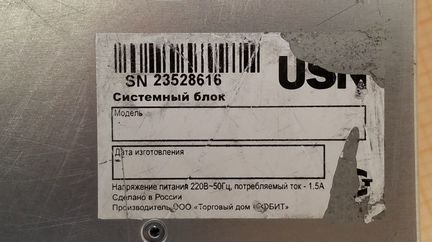 USN
SN 23528616
Системный блок
Модель
Дата изготовления
Напряжение питания 220В~50Гц, потребляемый ток - 1.5А
Сделано в России
Производитель ООО "Торговый дом